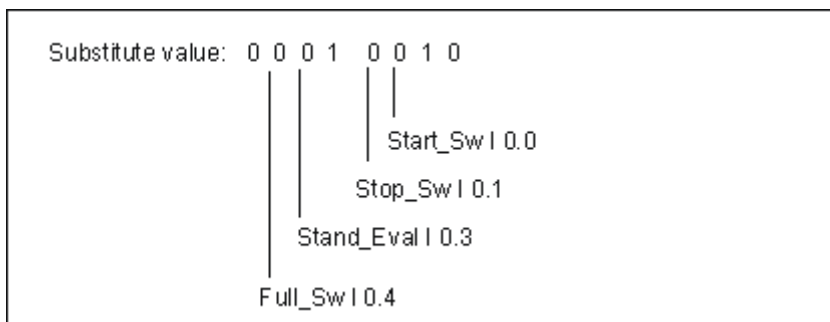 Substitute value: 0 0 0 1 0 0 1 0
Start_Sw I 0.0
Stop_Sw I 0.1
Stand_Eval I 0.3
Full_Sw I 0.4